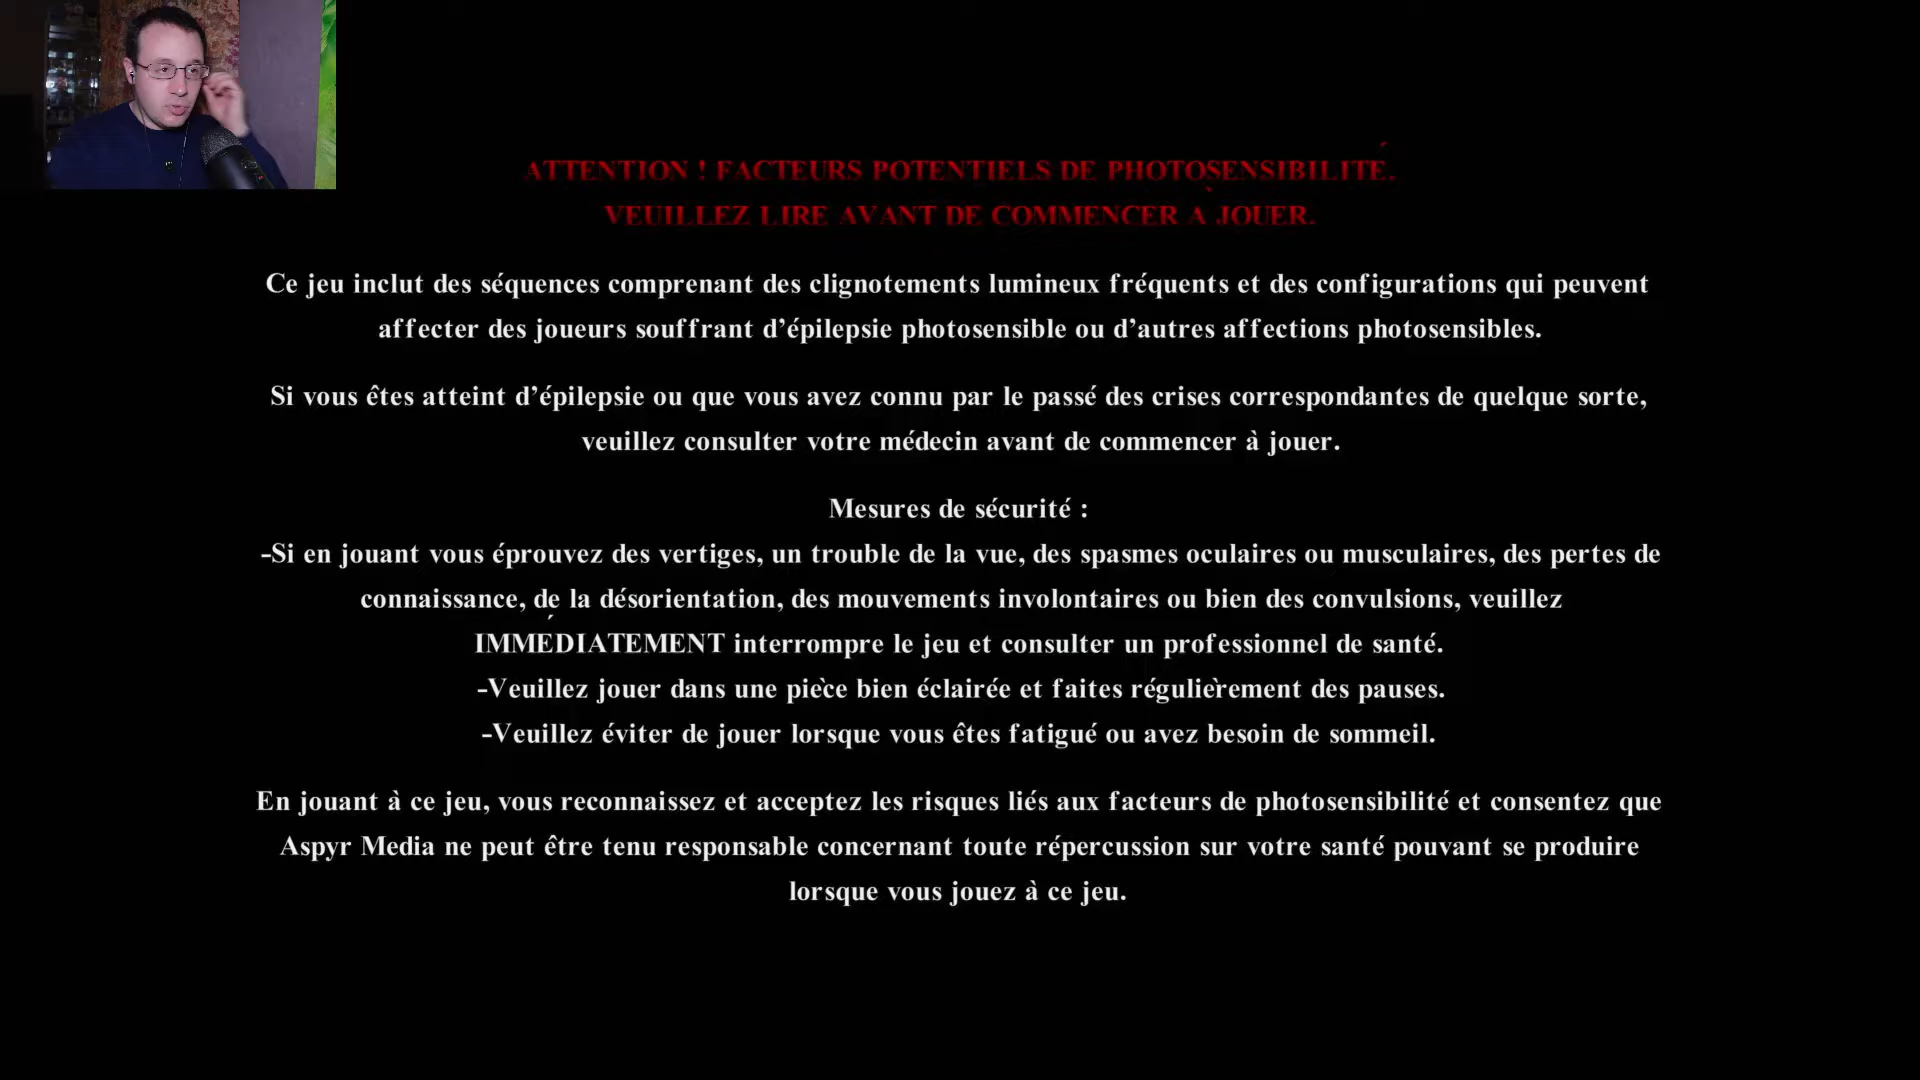 ATTENTION ! FACTEURS POTENTIELS DE PHOTOSENSIBILITÉ.
VEUILLEZ LIRE AVANT DE COMMENCER À JOUER.
Ce jeu inclut des séquences comprenant des clignotements lumineux fréquents et des configurations qui peuvent
affecter des joueurs souffrant d’épilepsie photosensible ou d’autres affections photosensibles.
Si vous êtes atteint d’épilepsie ou que vous avez connu par le passé des crises correspondantes de quelque sorte,
veuillez consulter votre médecin avant de commencer à jouer.
Mesures de sécurité :
-Si en jouant vous éprouvez des vertiges, un trouble de la vue, des spasmes oculaires ou musculaires, des pertes de
connaissance, de la désorientation, des mouvements involontaires ou bien des convulsions, veuillez
IMMÉDIATEMENT interrompre le jeu et consulter un professionnel de santé.
-Veuillez jouer dans une pièce bien éclairée et faites régulièrement des pauses.
-Veuillez éviter de jouer lorsque vous êtes fatigué ou avez besoin de sommeil.
En jouant à ce jeu, vous reconnaissez et acceptez les risques liés aux facteurs de photosensibilité et consentez que
Aspyr Media ne peut être tenu responsable concernant toute répercussion sur votre santé pouvant se produire
lorsque vous jouez à ce jeu.